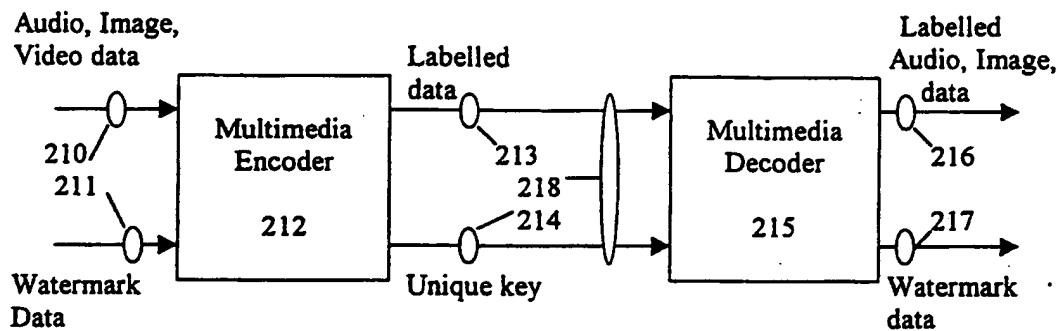 Audio, Image,
Video data
210
211
Watermark
Data
Multimedia
Encoder
212
Labelled
data
213
218
214
Unique key
Multimedia
Decoder
215
Labelled
Audio, Image,
data
216
217
Watermark
data